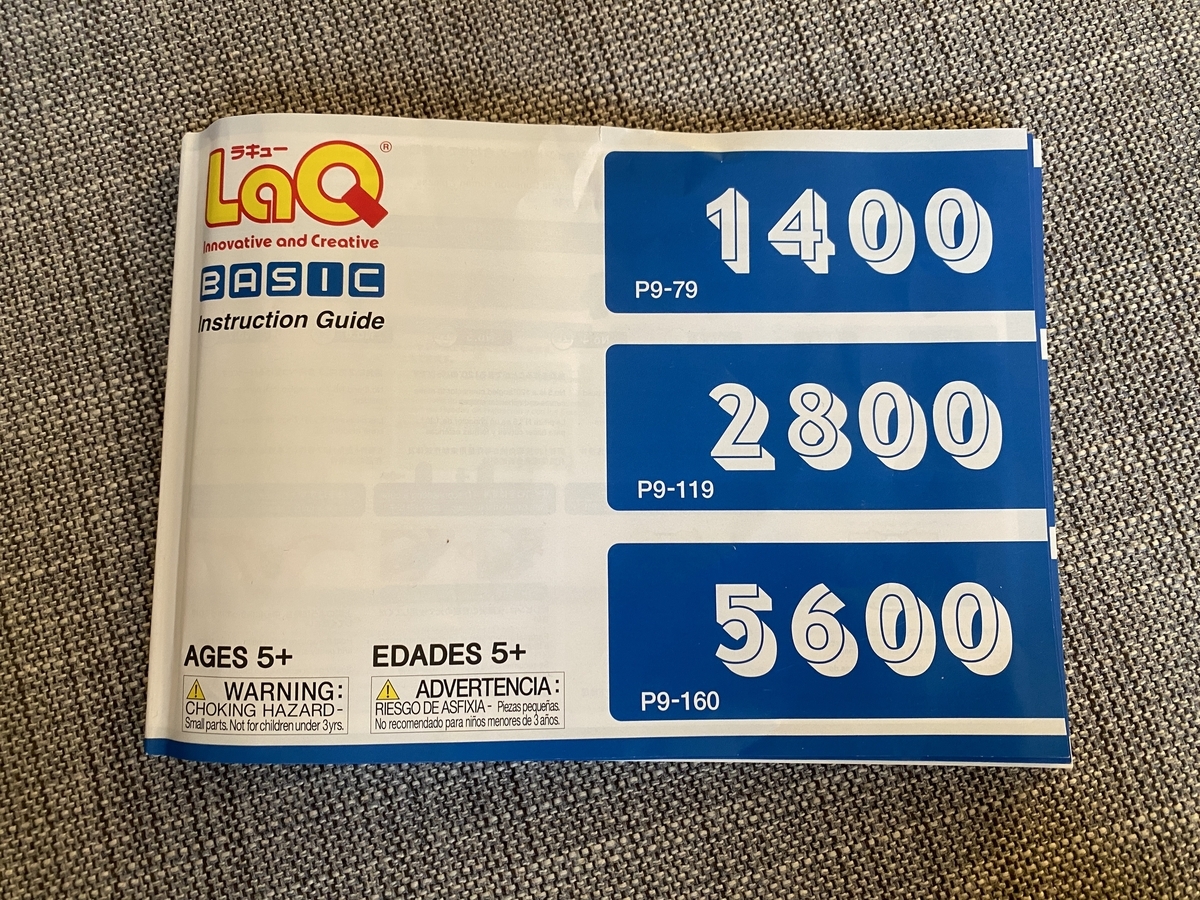 ラキュー
LaQ®
Innovative and Creative
BASIC
Instruction Guide
1400
P9-79
2800
P9-119
5600
P9-160
AGES 5+
WARNING:
CHOKING HAZARD-
Small parts. Not for children under 3yrs.
EDADES 5+
ADVERTENCIA:
RIESGO DE ASFIXIA - Piezas pequeñas.
No recomendado para niños menores de 3 años.